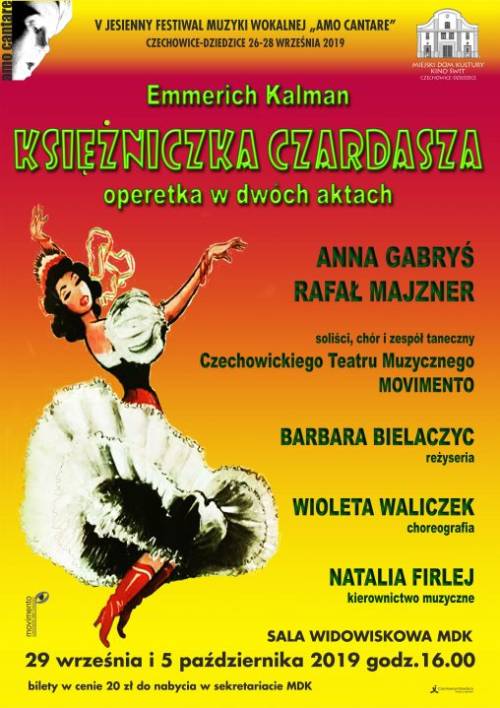 amo cantare
V JESIENNY FESTIWAL MUZYKI WOKALNEJ „AMO CANTARE”
CZECHOWICE-DZIEDZICE 26-28 WRZEŚNIA 2019
MIEJSKI DOM KULTURY
KINO ŚWIT
CZECHOWICE-DZIEDZICE
Emmerich Kalman
KSIĘŻNICZKA CZARDASZA
operetka w dwóch aktach
ANNA GABRYŚ
RAFAŁ MAJZNER
soliści, chór i zespół taneczny
Czechowickiego Teatru Muzycznego
MOVIMENTO
BARBARA BIELACZYC
reżyseria
WIOLETA WALICZEK
choreografia
NATALIA FIRLEJ
kierownictwo muzyczne
movimento
SALA WIDOWISKOWA MDK
29 września i 5 października 2019 godz.16.00
bilety w cenie 20 zł do nabycia w sekretariacie MDK